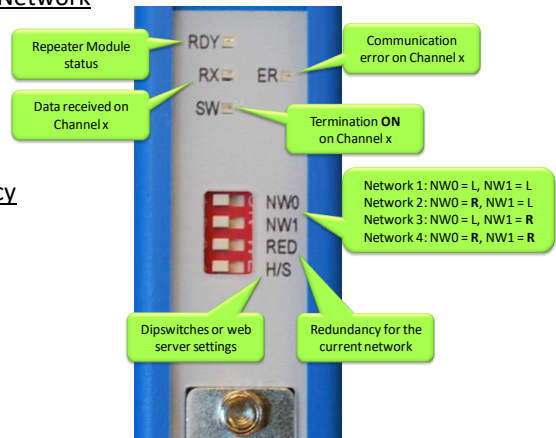 Network
Repeater Module
status
RDY
Communication
error on Channel x
RX
ER
Data received on
Channel x
SW
Termination ON
on Channel x
cy
Network 1: NW0 = L, NW1 = L
Network 2: NW0 = R, NW1 = L
Network 3: NW0 = L, NW1 = R
Network 4: NW0 = R, NW1 = R
NW0
NW1
RED
H/S
Dipswitches or web
server settings
Redundancy for the
current network